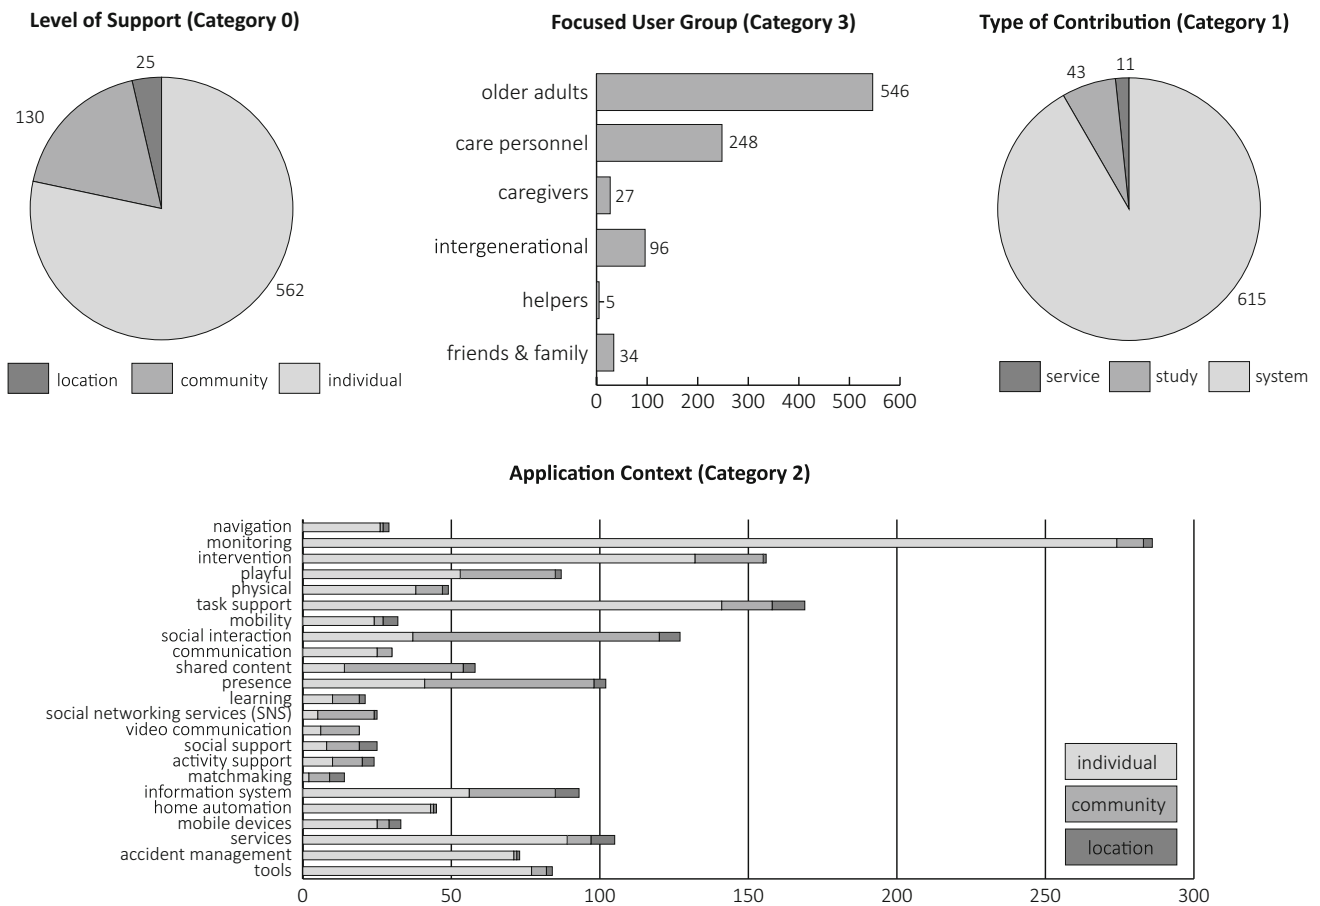 Level of Support (Category 0)
25
130
562
location
community
individual
Focused User Group (Category 3)
older adults
546
care personnel
248
caregivers
27
intergenerational
96
helpers
5
friends & family
34
0 100 200 300 400 500 600
Type of Contribution (Category 1)
43
11
615
service
study
system
Application Context (Category 2)
navigation
monitoring
intervention
playful
physical
task support
mobility
social interaction
communication
shared content
presence
learning
social networking services (SNS)
video communication
social support
activity support
matchmaking
information system
home automation
mobile devices
services
accident management
tools
individual
community
location
0 50 100 150 200 250 300